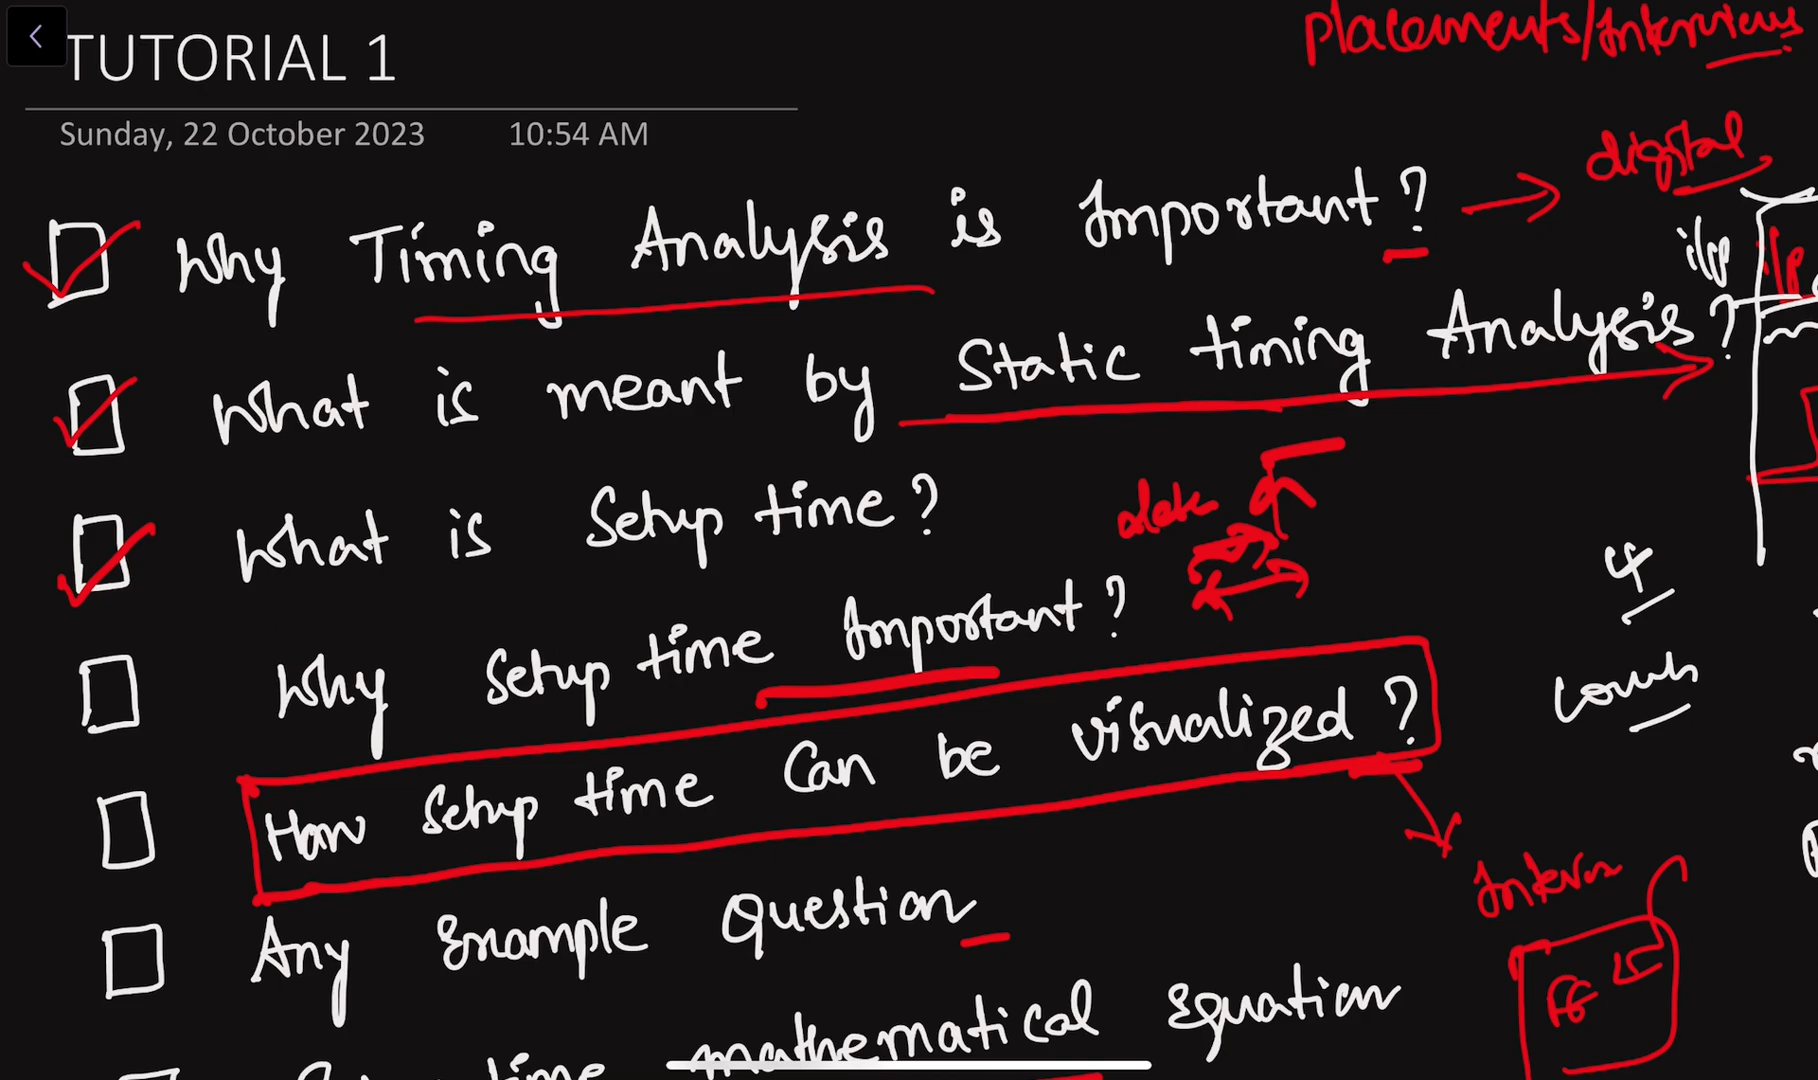 placements/Interviews
TUTORIAL 1
Sunday, 22 October 2023 10:54 AM
digital
Why Timing Analysis is Important?
i/p
i/p
What is meant by Static timing Analysis?
What is Setup time?
Why Setup time Important?
How Setup time Can be visualized?
Any Example Question
time mathematical Equation